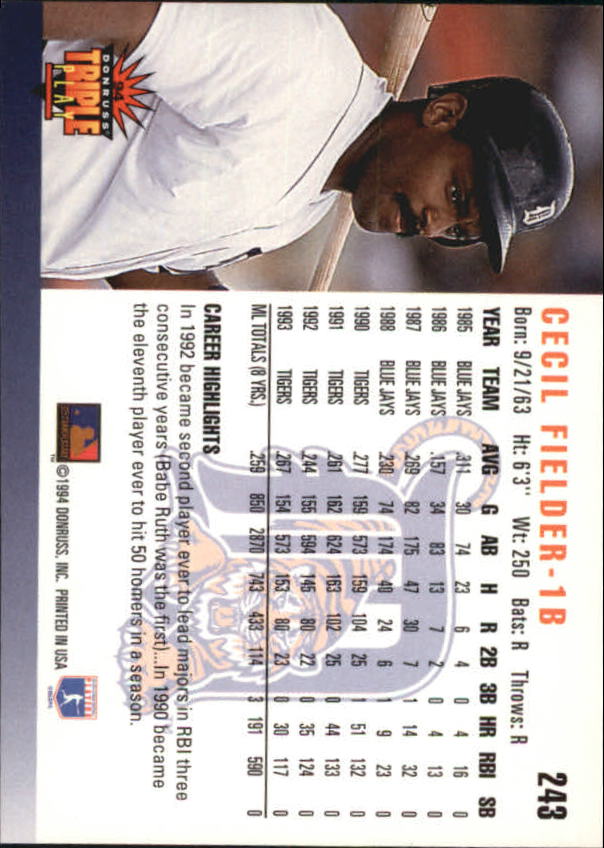 CECIL FIELDER-1B 243
Born: 9/21/63 Ht: 6'3" Wt: 250 Bats: R Throws: R
YEAR TEAM AVG G AB H R 2B 3B HR RBI SB
1985 BLUE JAYS .311 30 74 23 6 4 0 4 16 0
1986 BLUE JAYS .157 34 83 13 7 2 0 4 13 0
1987 BLUE JAYS .269 82 175 47 30 7 1 14 32 0
1988 BLUE JAYS .230 74 174 40 24 6 1 9 23 0
1990 TIGERS .277 159 573 159 104 25 1 51 132 0
1991 TIGERS .261 162 624 163 102 25 0 44 133 0
1992 TIGERS .244 155 594 145 80 22 0 35 124 0
1993 TIGERS .267 154 573 153 80 23 0 30 117 0
ML TOTALS (8 YRS.) .259 850 2870 743 433 114 3 191 590 0
CAREER HIGHLIGHTS
In 1992 became second player ever to lead majors in RBI three
consecutive years (Babe Ruth was the first)...In 1990 became
the eleventh player ever to hit 50 homers in a season.
©1994 DONRUSS, INC. PRINTED IN USA
'94
DONRUSS
TRIPLE
PLAY
D